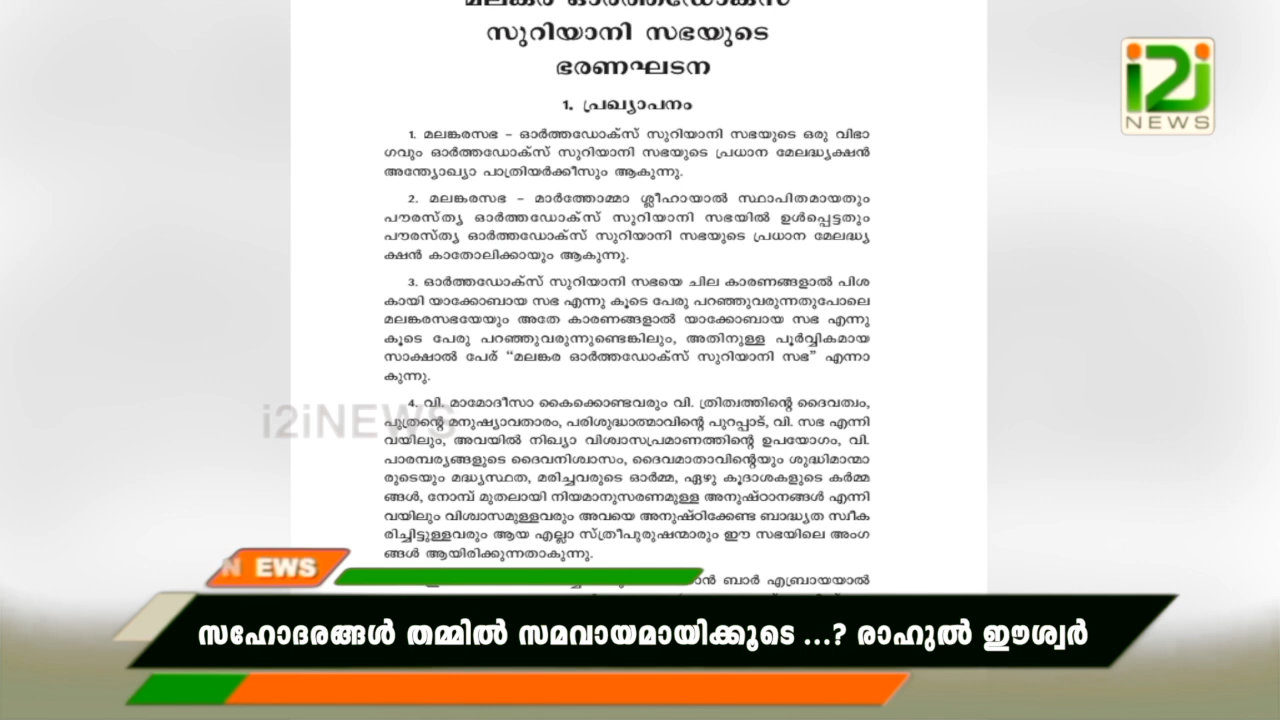 മലങ്കര ഓർത്തഡോക്സ്
സുറിയാനി സഭയുടെ
ഭരണഘടന
1. പ്രഖ്യാപനം
1. മലങ്കരസഭ – ഓർത്തഡോക്സ് സുറിയാനി സഭയുടെ ഒരു വിഭാ
ഗവും ഓർത്തഡോക്സ് സുറിയാനി സഭയുടെ പ്രധാന മേലദ്ധ്യക്ഷൻ
അന്ത്യോഖ്യാ പാത്രിയർക്കീസും ആകുന്നു.
2. മലങ്കരസഭ – മാർത്തോമ്മാ ശ്ലീഹായാൽ സ്ഥാപിതമായതും
പൗരസ്ത്യ ഓർത്തഡോക്സ് സുറിയാനി സഭയിൽ ഉൾപ്പെട്ടതും
പൗരസ്ത്യ ഓർത്തഡോക്സ് സുറിയാനി സഭയുടെ പ്രധാന മേലദ്ധ്യ
ക്ഷൻ കാതോലിക്കായും ആകുന്നു.
3. ഓർത്തഡോക്സ് സുറിയാനി സഭയെ ചില കാരണങ്ങളാൽ പിശ
കായി യാക്കോബായ സഭ എന്നു കൂടെ പേരു പറഞ്ഞുവരുന്നതുപോലെ
മലങ്കരസഭയേയും അതേ കാരണങ്ങളാൽ യാക്കോബായ സഭ എന്നു
കൂടെ പേരു പറഞ്ഞുവരുന്നുണ്ടെങ്കിലും, അതിനുള്ള പൂർവ്വികമായ
സാക്ഷാൽ പേര് “മലങ്കര ഓർത്തഡോക്സ് സുറിയാനി സഭ” എന്നാ
കുന്നു.
4. വി. മാമോദീസാ കൈക്കൊണ്ടവരും വി. ത്രിത്വത്തിന്റെ ദൈവത്വം,
പുത്രന്റെ മനുഷ്യാവതാരം, പരിശുദ്ധാത്മാവിന്റെ പുറപ്പാട്, വി. സഭ എന്നി
വയിലും, അവയിൽ നിഖ്യാ വിശ്വാസപ്രമാണത്തിന്റെ ഉപയോഗം, വി.
പാരമ്പര്യങ്ങളുടെ ദൈവനിശ്വാസം, ദൈവമാതാവിന്റെയും ശുദ്ധിമാന്മാ
രുടെയും മദ്ധ്യസ്ഥത, മരിച്ചവരുടെ ഓർമ്മ, ഏഴു കൂദാശകളുടെ കർമ്മ
ങ്ങൾ, നോമ്പ് മുതലായി നിയമാനുസരണമുള്ള അനുഷ്ഠാനങ്ങൾ എന്നി
വയിലും വിശ്വാസമുള്ളവരും അവയെ അനുഷ്ഠിക്കേണ്ട ബാദ്ധ്യത സ്വീക
രിച്ചിട്ടുള്ളവരും ആയ എല്ലാ സ്ത്രീപുരുഷന്മാരും ഈ സഭയിലെ അംഗ
ങ്ങൾ ആയിരിക്കുന്നതാകുന്നു.
ബാർ എബ്രായയാൽ
i2i
NEWS
i2iNEWS
NEWS
സഹോദരങ്ങൾ തമ്മിൽ സമവായമായിക്കൂടെ ...? രാഹുൽ ഈശ്വർ